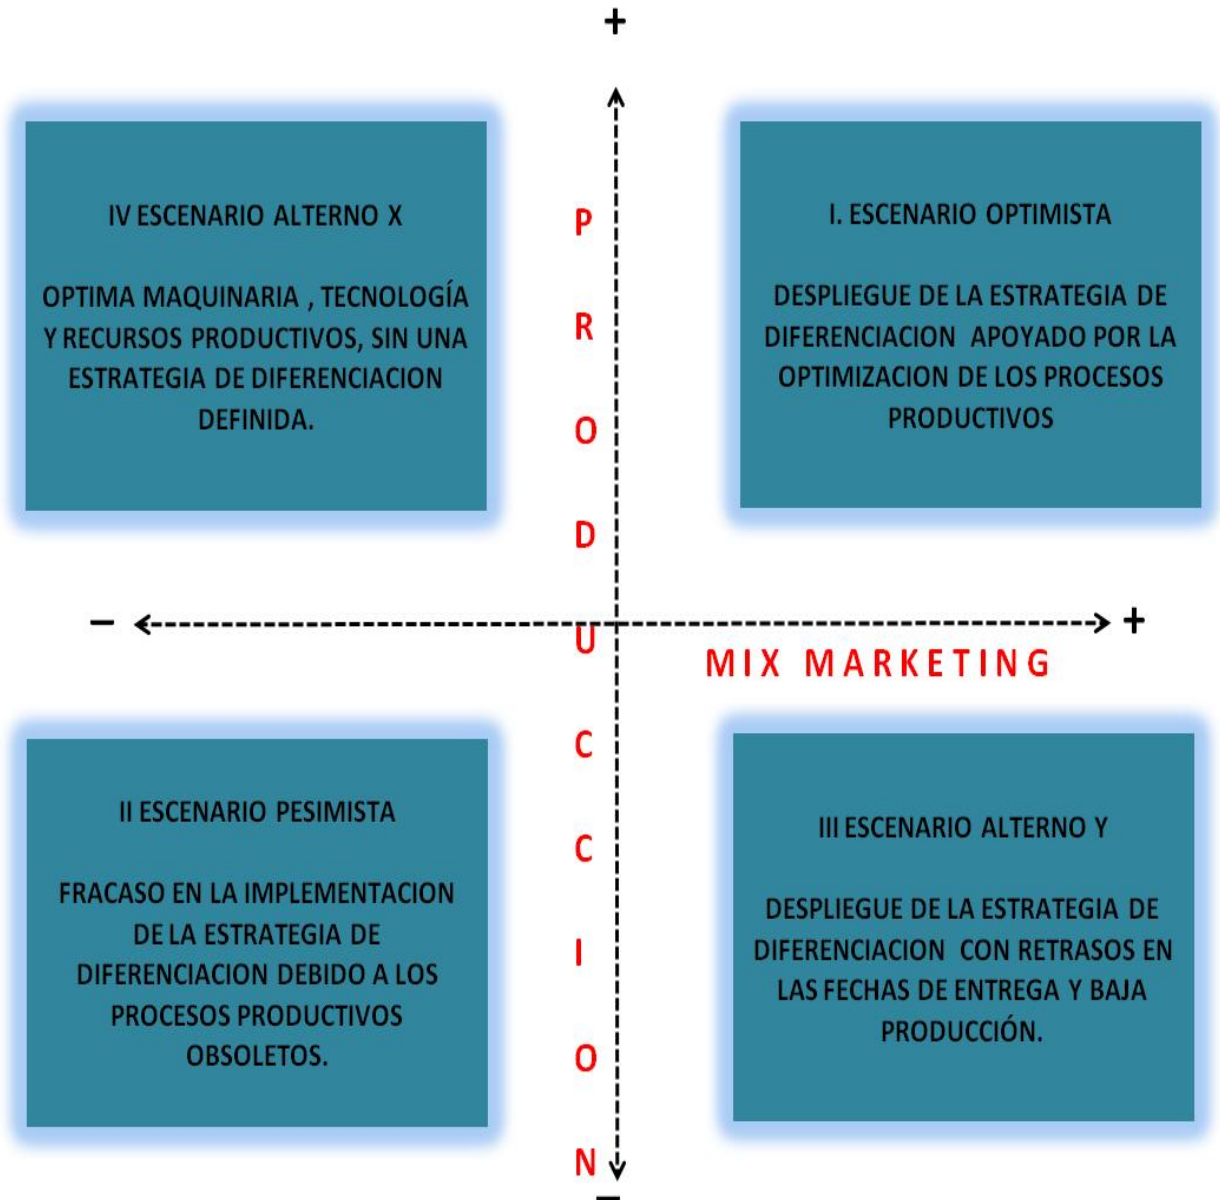 +
IV ESCENARIO ALTERNO X
OPTIMA MAQUINARIA , TECNOLOGÍA
Y RECURSOS PRODUCTIVOS, SIN UNA
ESTRATEGIA DE DIFERENCIACION
DEFINIDA.
I. ESCENARIO OPTIMISTA
DESPLIEGUE DE LA ESTRATEGIA DE
DIFERENCIACION APOYADO POR LA
OPTIMIZACION DE LOS PROCESOS
PRODUCTIVOS
PRODUCCION
–
+
MIX MARKETING
II ESCENARIO PESIMISTA
FRACASO EN LA IMPLEMENTACION
DE LA ESTRATEGIA DE
DIFERENCIACION DEBIDO A LOS
PROCESOS PRODUCTIVOS
OBSOLETOS.
III ESCENARIO ALTERNO Y
DESPLIEGUE DE LA ESTRATEGIA DE
DIFERENCIACION CON RETRASOS EN
LAS FECHAS DE ENTREGA Y BAJA
PRODUCCIÓN.
–